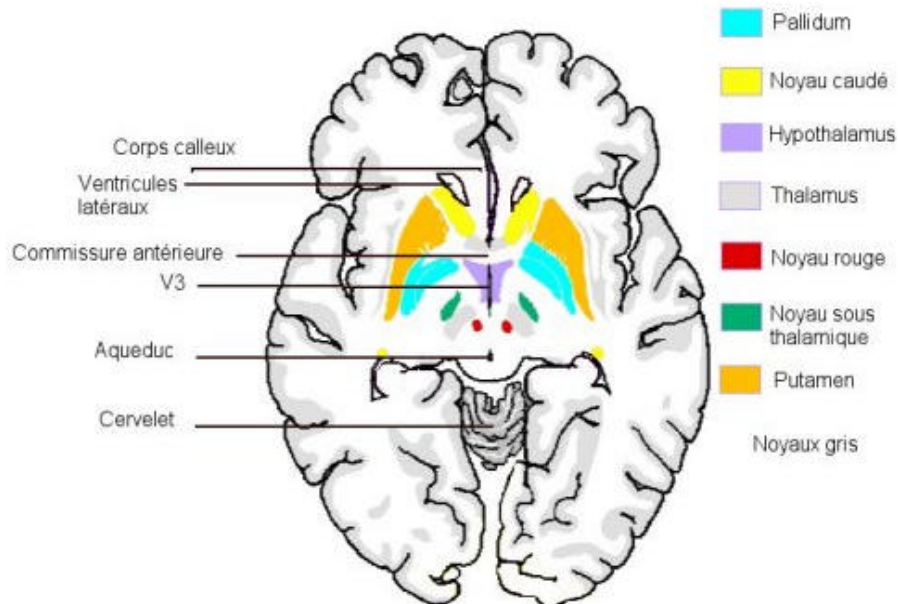 Corps calleux
Ventricules
latéraux
Commissure antérieure
V3
Aqueduc
Cervelet
Pallidum
Noyau caudé
Hypothalamus
Thalamus
Noyau rouge
Noyau sous
thalamique
Putamen
Noyaux gris